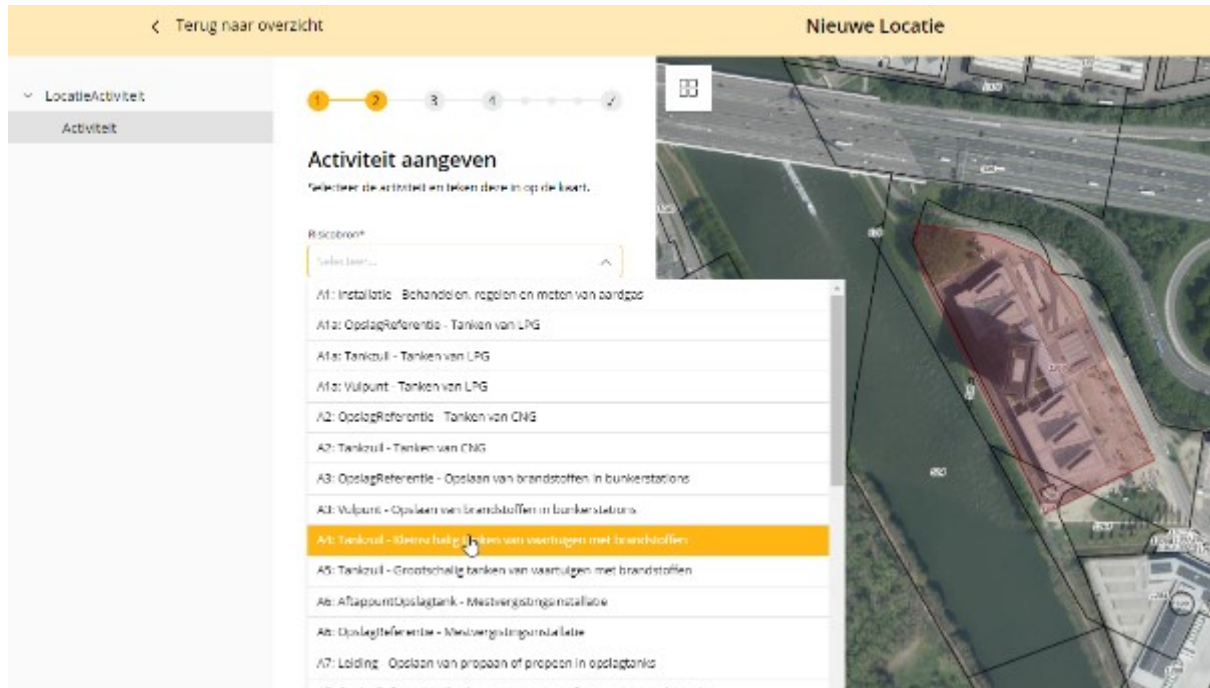 Terug naar overzicht
Nieuwe Locatie
LocatieActiviteit
Activiteit
1 2 3 4
Activiteit aangeven
Selecteer de activiteit en teken deze in op de kaart.
Risicobron*
Selecteer...
A1: Installatie - Behandelen, regelen en meten van aardgas
A1a: OpslagReferentie - Tanken van LPG
A1a: Tankzuil - Tanken van LPG
A1a: Vulpunt - Tanken van LPG
A2: OpslagReferentie - Tanken van CNG
A2: Tankzuil - Tanken van CNG
A3: OpslagReferentie - Opslaan van brandstoffen in bunkerstations
A3: Vulpunt - Opslaan van brandstoffen in bunkerstations
A4: Tankzuil - Kleinschalig tanken van vaartuigen met brandstoffen
A5: Tankzuil - Grootschalig tanken van vaartuigen met brandstoffen
A6: AftappuntOpslagtank - Mestvergistingsinstallatie
A6: OpslagReferentie - Mestvergistingsinstallatie
A7: Leiding - Opslaan van propaan of propeen in opslagtanks